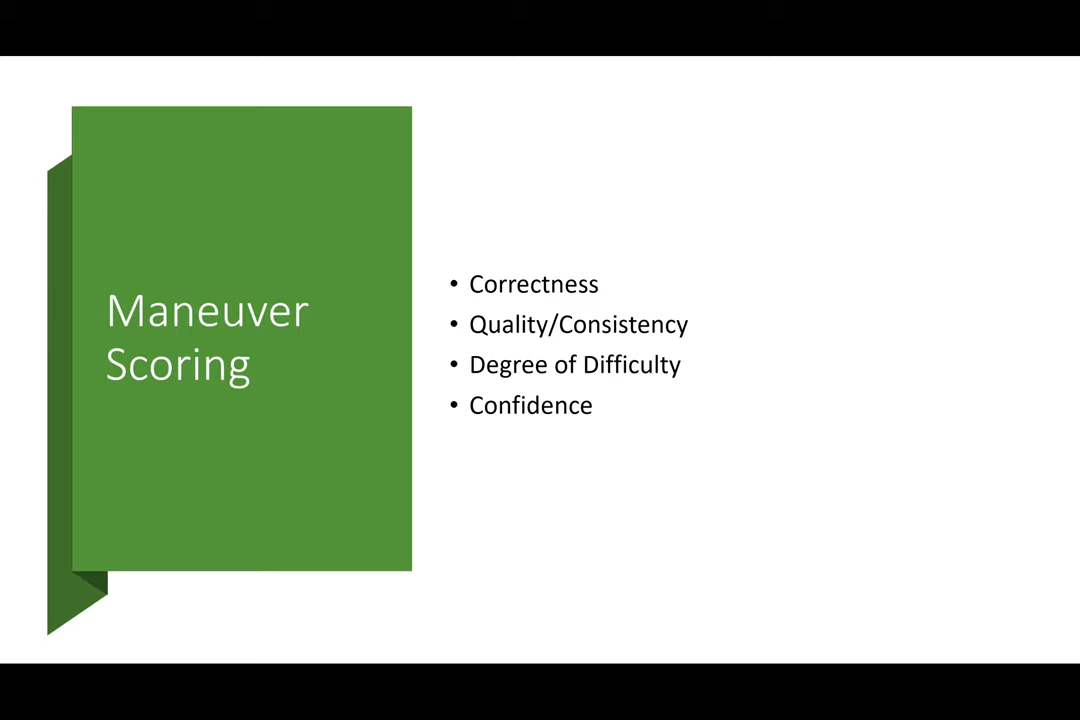 Maneuver
Scoring
• Correctness
• Quality/Consistency
• Degree of Difficulty
• Confidence